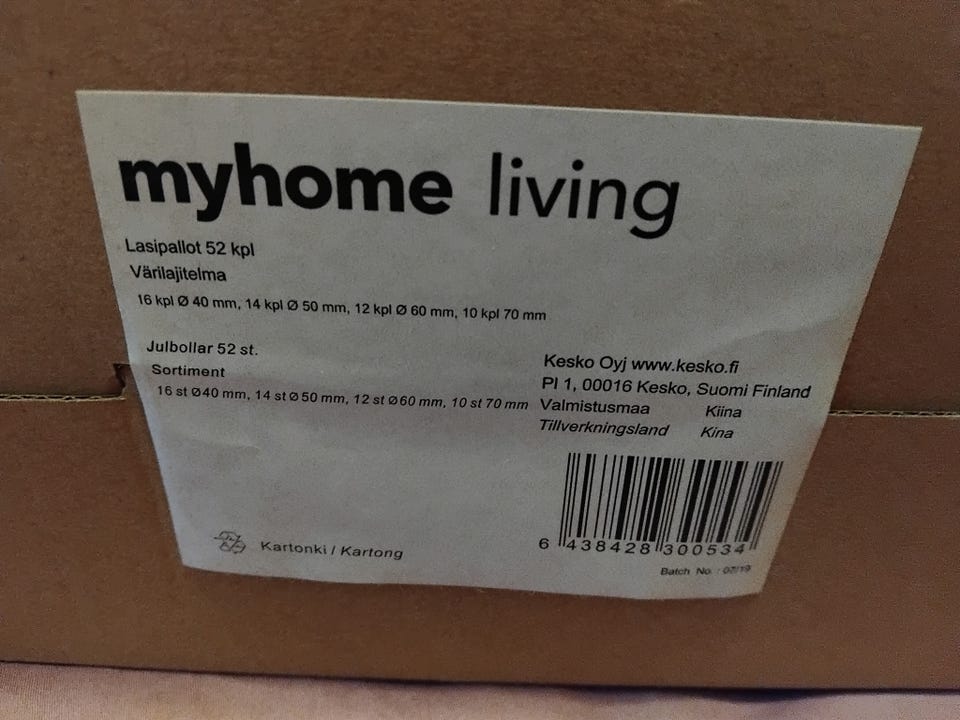 myhome living
Lasipallot 52 kpl
Värilajitelma
16 kpl Ø 40 mm, 14 kpl Ø 50 mm, 12 kpl Ø 60 mm, 10 kpl 70 mm
Julbollar 52 st.
Sortiment
16 st Ø40 mm, 14 st Ø50 mm, 12 st Ø60 mm, 10 st 70 mm
Kesko Oyj www.kesko.fi
Pl 1, 00016 Kesko, Suomi Finland
Valmistusmaa Kiina
Tillverkningsland Kina
6 438428 300534
Kartonki / Kartong
Batch No. : 07/19